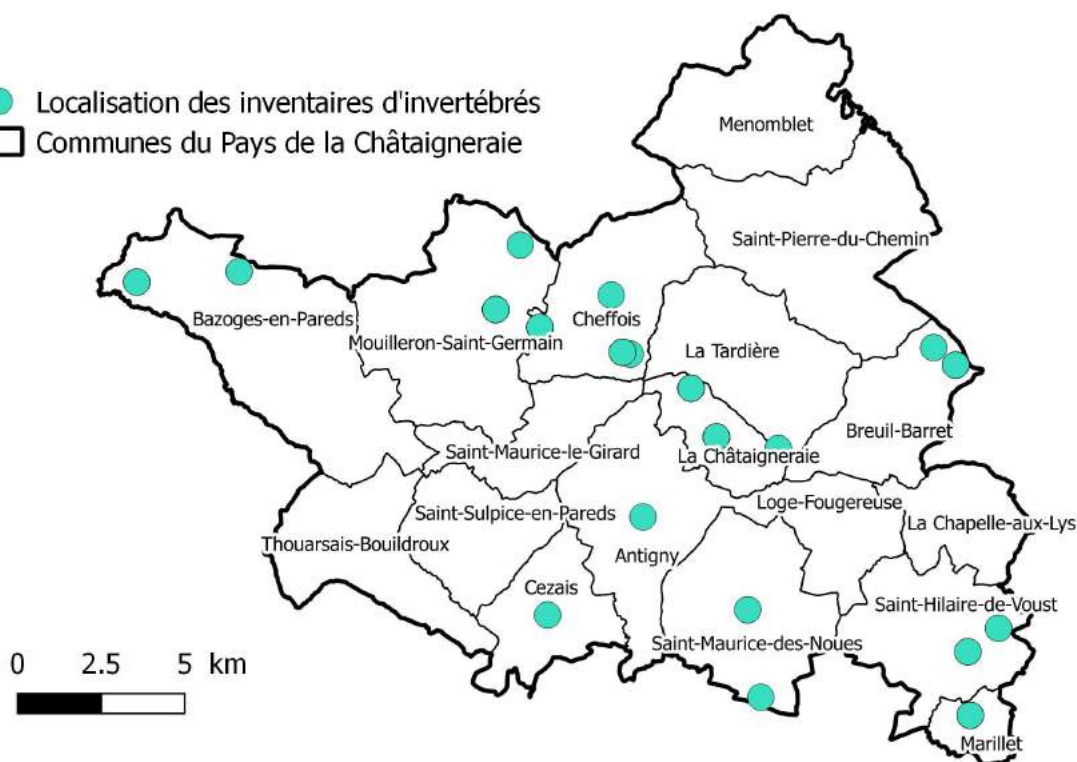 Localisation des inventaires d'invertébrés
Communes du Pays de la Châtaigneraie
Menomblet
Saint-Pierre-du-Chemin
Bazoges-en-Pareds
Mouilleron-Saint-Germain
Cheffois
La Tardière
Breuil-Barret
Saint-Maurice-le-Girard
La Châtaigneraie
Saint-Sulpice-en-Pareds
Loge-Fougereuse
La Chapelle-aux-Lys
Thouarsais-Bouildroux
Antigny
Cezais
Saint-Hilaire-de-Voust
Saint-Maurice-des-Noues
Marillet
0 2.5 5 km